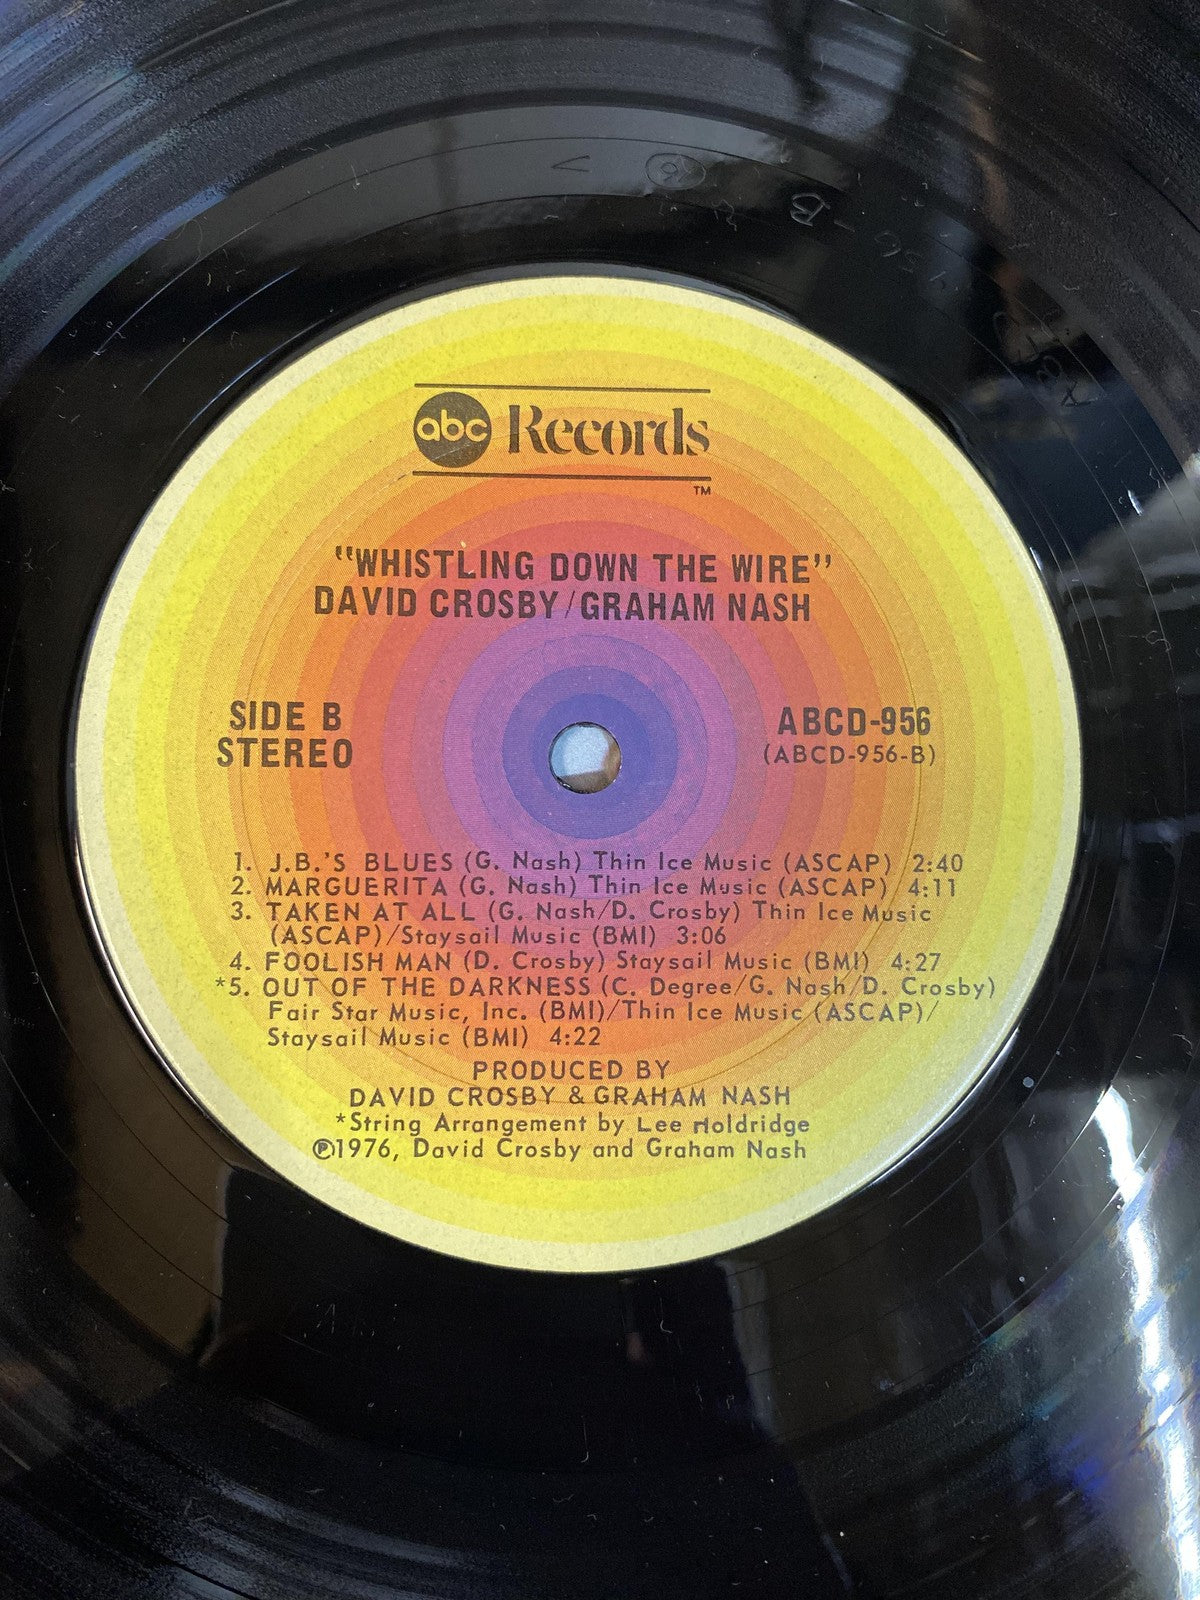 abc Records
TM
"WHISTLING DOWN THE WIRE"
DAVID CROSBY/GRAHAM NASH
SIDE B
STEREO
ABCD-956
(ABCD-956-B)
1. J.B.'S BLUES (G. Nash) Thin Ice Music (ASCAP) 2:40
2. MARGUERITA (G. Nash) Thin Ice Music (ASCAP) 4:11
3. TAKEN AT ALL (G. Nash/D. Crosby) Thin Ice Music
(ASCAP)/Staysail Music (BMI) 3:06
4. FOOLISH MAN (D. Crosby) Staysail Music (BMI) 4:27
*5. OUT OF THE DARKNESS (C. Degree/G. Nash/D. Crosby)
Fair Star Music, Inc. (BMI)/Thin Ice Music (ASCAP)/
Staysail Music (BMI) 4:22
PRODUCED BY
DAVID CROSBY & GRAHAM NASH
*String Arrangement by Lee Holdridge
℗1976, David Crosby and Graham Nash